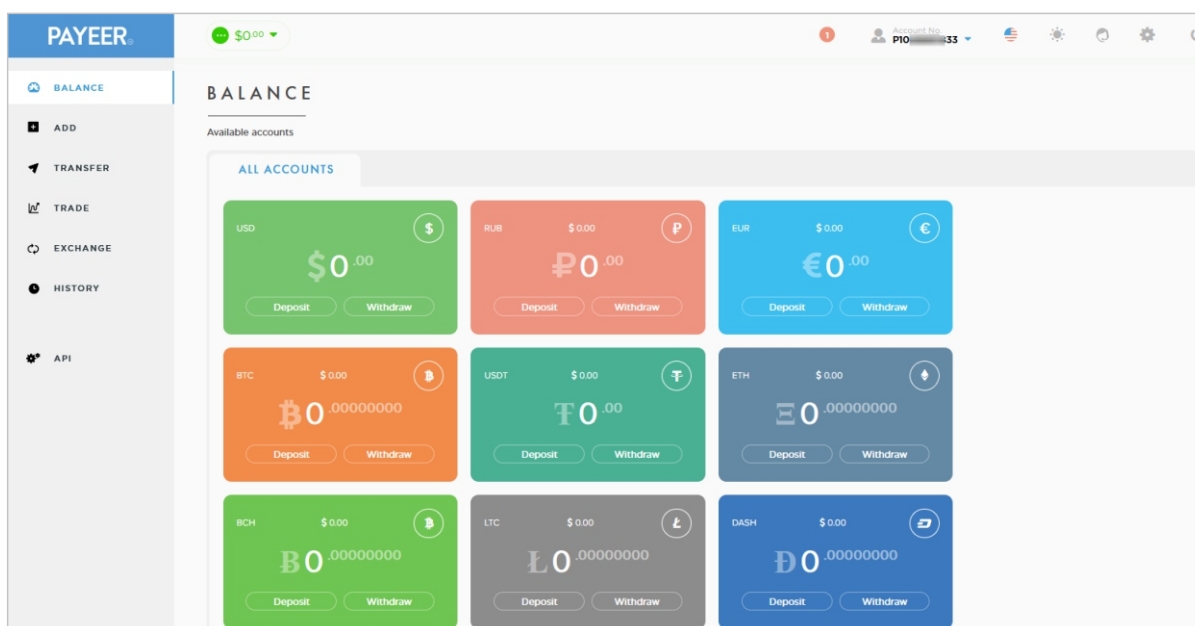 PAYEER®
$0.00
1
Account No
P10 33
BALANCE
ADD
TRANSFER
TRADE
EXCHANGE
HISTORY
API
BALANCE
Available accounts
ALL ACCOUNTS
USD $
$0.00
Deposit Withdraw
RUB $ 0.00 ₽
₽0.00
Deposit Withdraw
EUR $ 0.00 €
€0.00
Deposit Withdraw
BTC $ 0.00 ₿
₿0.00000000
Deposit Withdraw
USDT $ 0.00 ₮
₮0.00
Deposit Withdraw
ETH $ 0.00
Ξ0.00000000
Deposit Withdraw
BCH $ 0.00 ₿
Ƀ0.00000000
Deposit Withdraw
LTC $ 0.00 Ł
Ł0.00000000
Deposit Withdraw
DASH $ 0.00
Đ0.00000000
Deposit Withdraw